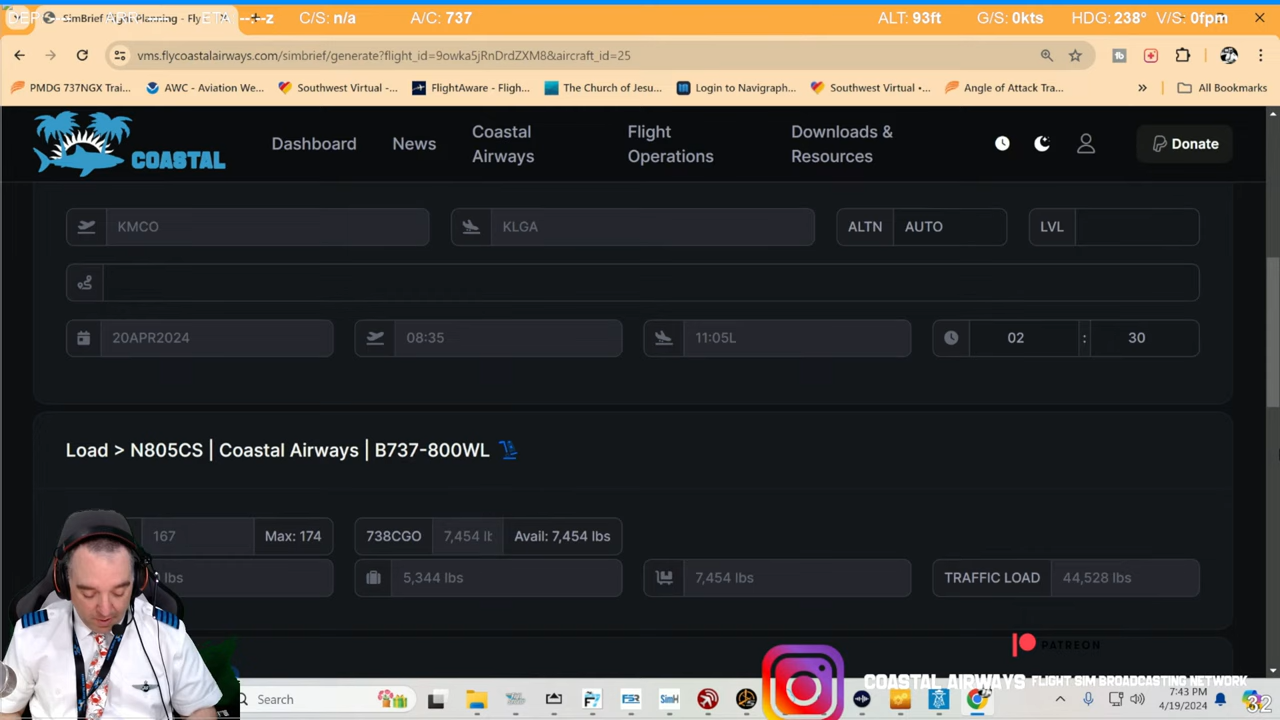 SimBrief Flight Planning - Fly
C/S: n/a A/C: 737 ALT: 93ft G/S: 0kts HDG: 238° V/S: 0fpm
vms.flycoastalairways.com/simbrief/generate?flight_id=9owka5jRnDrdZXM8&aircraft_id=25
PMDG 737NGX Trai... AWC - Aviation We... Southwest Virtual -... FlightAware - Fligh... The Church of Jesu... Login to Navigraph... Southwest Virtual •... Angle of Attack Tra... » All Bookmarks
COASTAL Dashboard News Coastal Airways Flight Operations Downloads & Resources Donate
KMCO KLGA ALTN AUTO LVL
20APR2024 08:35 11:05L 02 : 30
Load > N805CS | Coastal Airways | B737-800WL
167 Max: 174 738CGO 7,454 lb Avail: 7,454 lbs
lbs 5,344 lbs 7,454 lbs TRAFFIC LOAD 44,528 lbs
PATREON
COASTAL AIRWAYS FLIGHT SIM BROADCASTING NETWORK
Search 7:43 PM
4/19/2024
32